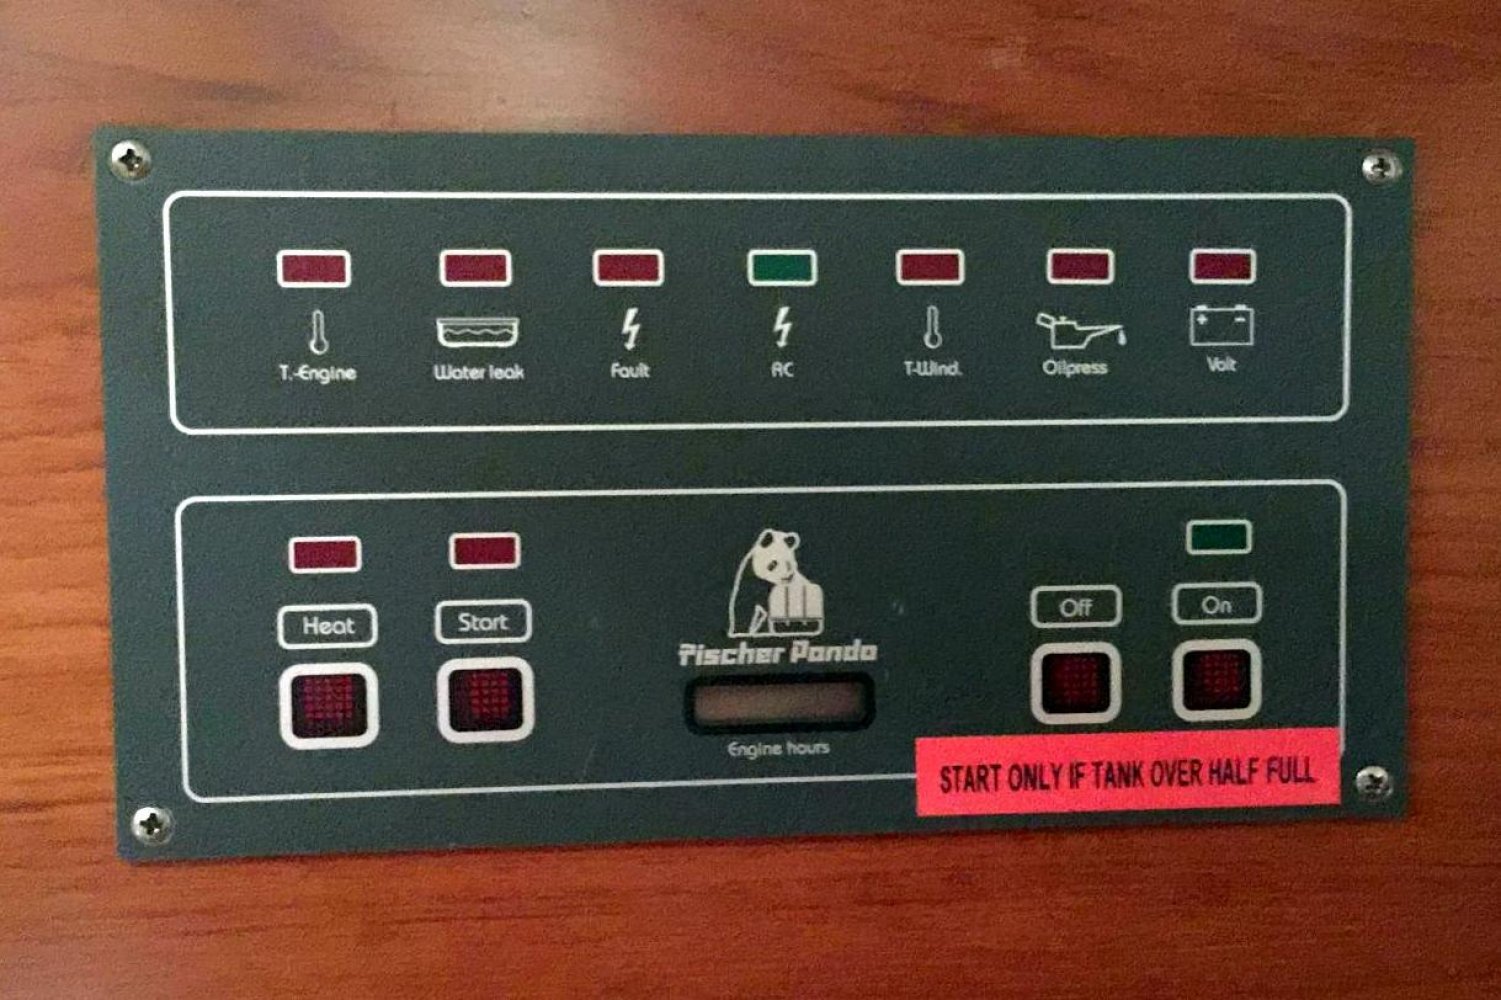 T.-Engine
Water leak
Fault
AC
T-Wind.
Oilpress
+ -
Volt
Heat
Start
Off
On
Fischer Panda
Engine hours
START ONLY IF TANK OVER HALF FULL